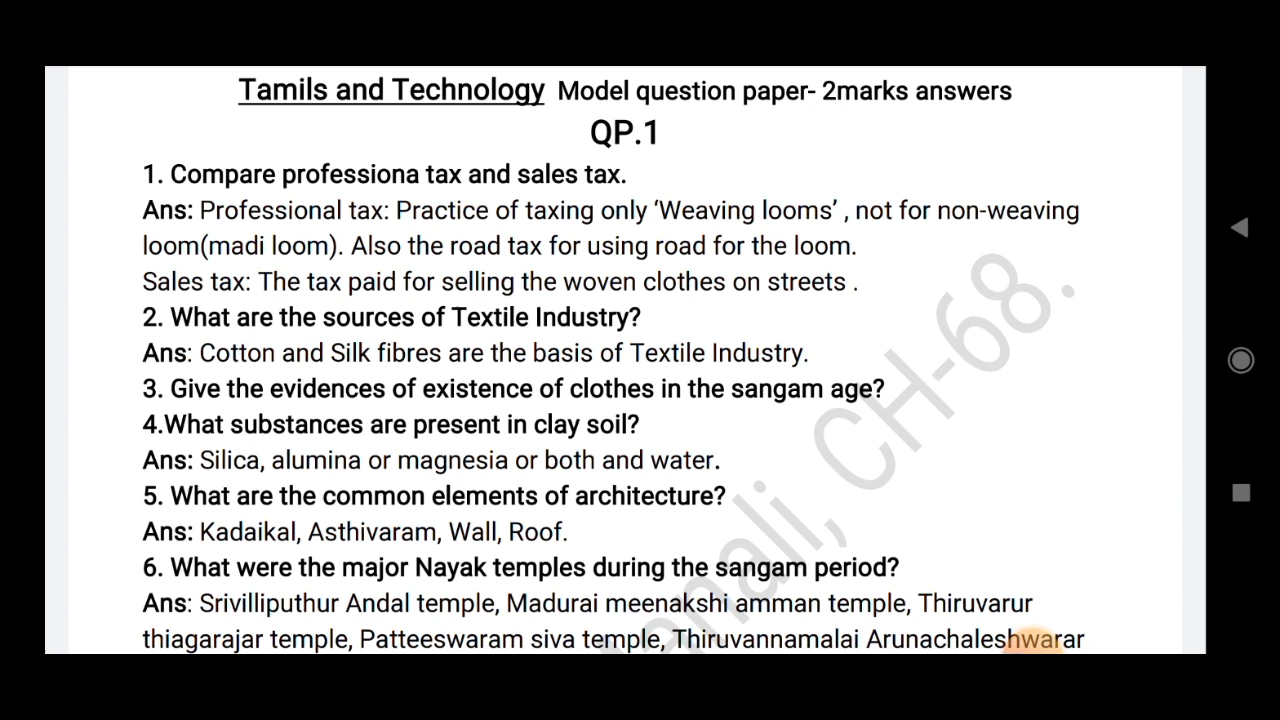 Tamils and Technology Model question paper- 2marks answers
QP.1
1. Compare professiona tax and sales tax.
Ans: Professional tax: Practice of taxing only ‘Weaving looms’ , not for non-weaving
loom(madi loom). Also the road tax for using road for the loom.
Sales tax: The tax paid for selling the woven clothes on streets .
2. What are the sources of Textile Industry?
Ans: Cotton and Silk fibres are the basis of Textile Industry.
3. Give the evidences of existence of clothes in the sangam age?
4.What substances are present in clay soil?
Ans: Silica, alumina or magnesia or both and water.
5. What are the common elements of architecture?
Ans: Kadaikal, Asthivaram, Wall, Roof.
6. What were the major Nayak temples during the sangam period?
Ans: Srivilliputhur Andal temple, Madurai meenakshi amman temple, Thiruvarur
thiagarajar temple, Patteeswaram siva temple, Thiruvannamalai Arunachaleshwarar
CH-68.